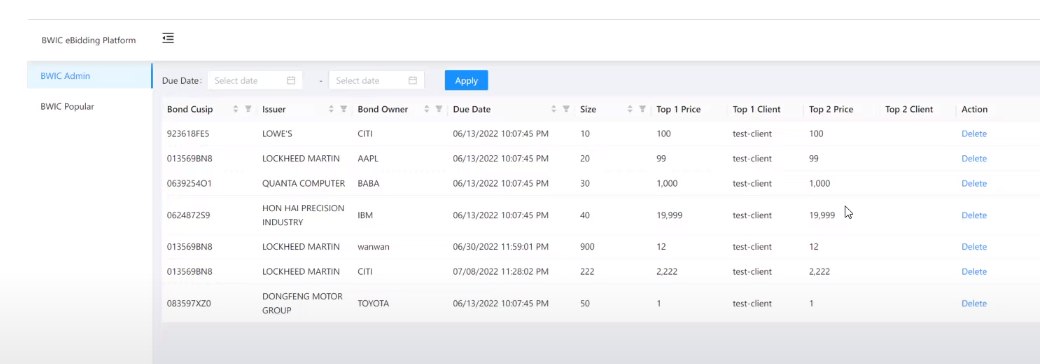 BWIC eBidding Platform
BWIC Admin
BWIC Popular
Due Date: Select date - Select date Apply
Bond Cusip Issuer Bond Owner Due Date Size Top 1 Price Top 1 Client Top 2 Price Top 2 Client Action
923618FE5 LOWE'S CITI 06/13/2022 10:07:45 PM 10 100 test-client 100 Delete
013569BN8 LOCKHEED MARTIN AAPL 06/13/2022 10:07:45 PM 20 99 test-client 99 Delete
0639254O1 QUANTA COMPUTER BABA 06/13/2022 10:07:45 PM 30 1,000 test-client 1,000 Delete
0624872S9 HON HAI PRECISION INDUSTRY IBM 06/13/2022 10:07:45 PM 40 19,999 test-client 19,999 Delete
013569BN8 LOCKHEED MARTIN wanwan 06/30/2022 11:59:01 PM 900 12 test-client 12 Delete
013569BN8 LOCKHEED MARTIN CITI 07/08/2022 11:28:02 PM 222 2,222 test-client 2,222 Delete
083597XZ0 DONGFENG MOTOR GROUP TOYOTA 06/13/2022 10:07:45 PM 50 1 test-client 1 Delete